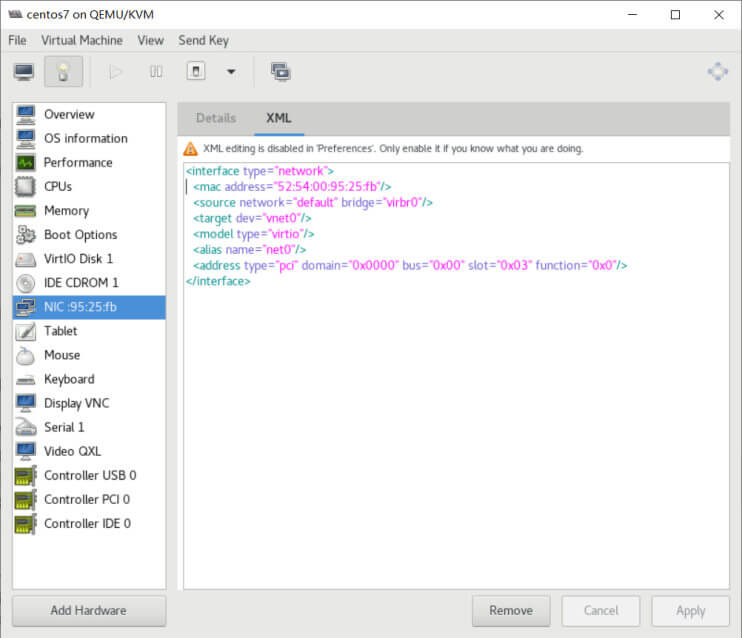 centos7 on QEMU/KVM
File Virtual Machine View Send Key
Overview
OS information
Performance
CPUs
Memory
Boot Options
VirtIO Disk 1
IDE CDROM 1
NIC :95:25:fb
Tablet
Mouse
Keyboard
Display VNC
Serial 1
Video QXL
Controller USB 0
Controller PCI 0
Controller IDE 0
Add Hardware
Details XML
XML editing is disabled in 'Preferences'. Only enable it if you know what you are doing.
<interface type="network">
<mac address="52:54:00:95:25:fb"/>
<source network="default" bridge="virbr0"/>
<target dev="vnet0"/>
<model type="virtio"/>
<alias name="net0"/>
<address type="pci" domain="0x0000" bus="0x00" slot="0x03" function="0x0"/>
</interface>
Remove Cancel Apply